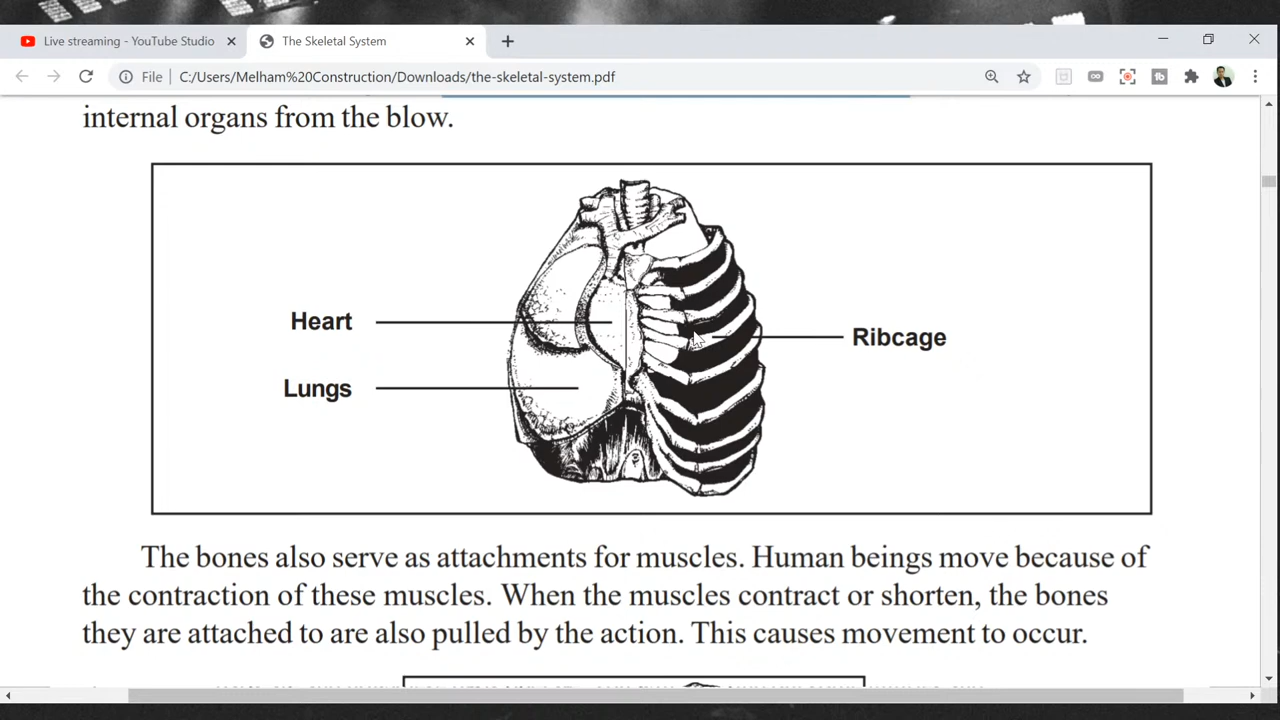 Live streaming - YouTube Studio
The Skeletal System
File | C:/Users/Melham%20Construction/Downloads/the-skeletal-system.pdf
internal organs from the blow.
Heart
Ribcage
Lungs
The bones also serve as attachments for muscles. Human beings move because of
the contraction of these muscles. When the muscles contract or shorten, the bones
they are attached to are also pulled by the action. This causes movement to occur.